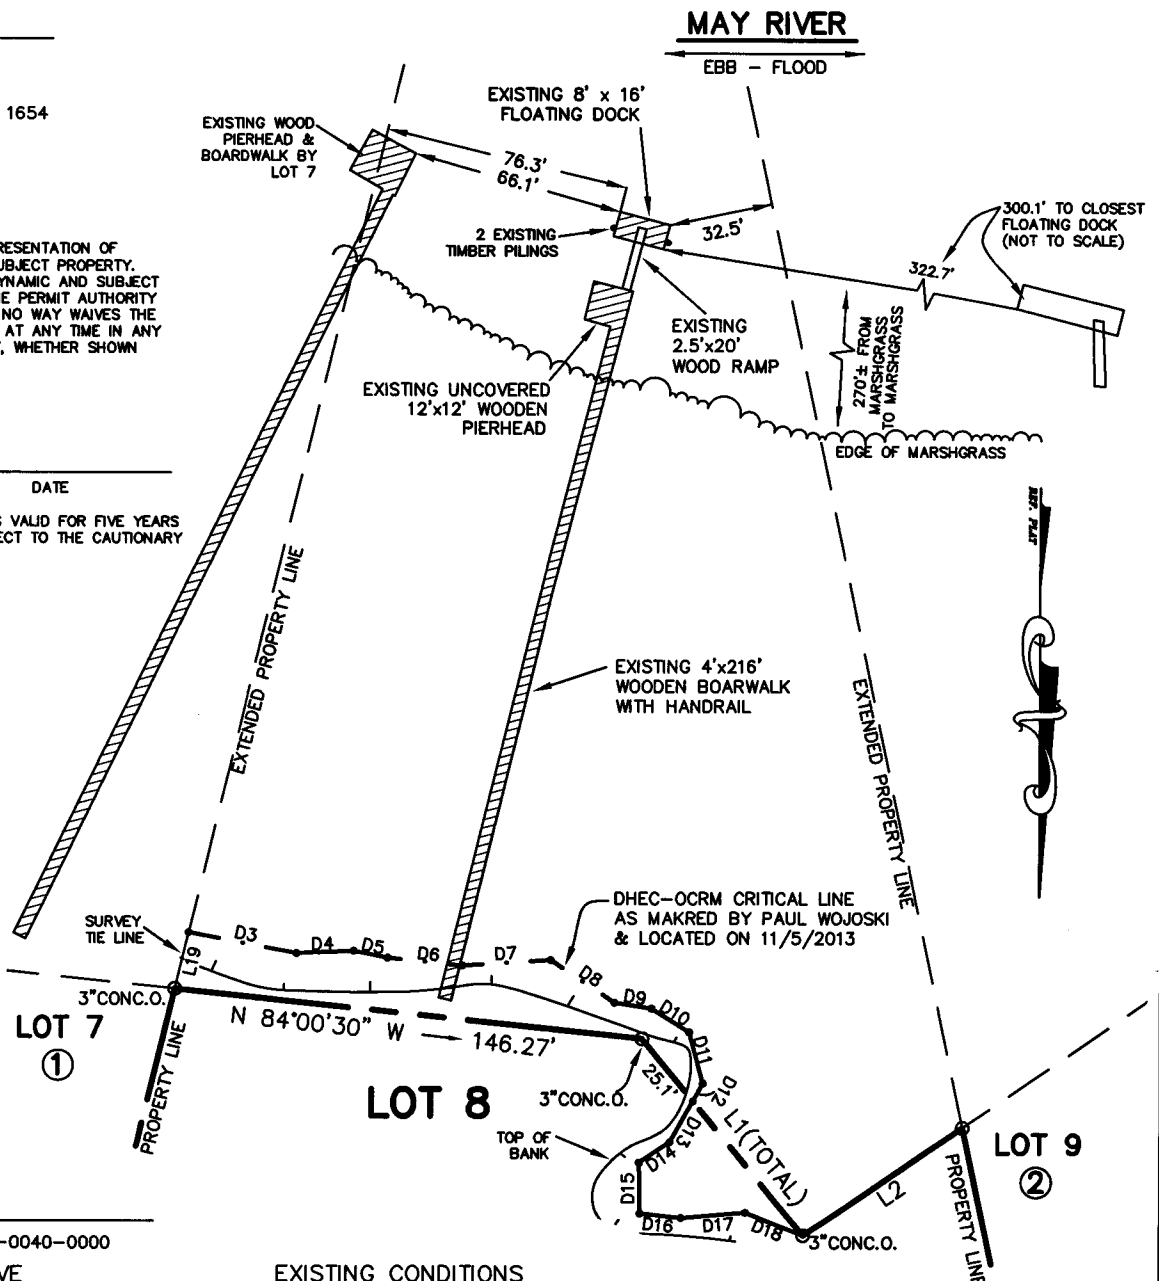 MAY RIVER
EBB - FLOOD
1654
EXISTING WOOD
PIERHEAD &
BOARDWALK BY
LOT 7
EXISTING 8' x 16'
FLOATING DOCK
76.3'
66.1'
32.5'
2 EXISTING
TIMBER PILINGS
300.1' TO CLOSEST
FLOATING DOCK
(NOT TO SCALE)
322.7'
RESENTATION OF
UBJECT PROPERTY.
YNAMIC AND SUBJECT
E PERMIT AUTHORITY
NO WAY WAIVES THE
AT ANY TIME IN ANY
, WHETHER SHOWN
EXISTING
2.5'x20'
WOOD RAMP
270'± FROM
MARSHGRASS
TO MARSHGRASS
EXISTING UNCOVERED
12'x12' WOODEN
PIERHEAD
EDGE OF MARSHGRASS
DATE
S VALID FOR FIVE YEARS
ECT TO THE CAUTIONARY
REF. PLAT
EXTENDED PROPERTY LINE
EXISTING 4'x216'
WOODEN BOARWALK
WITH HANDRAIL
EXTENDED PROPERTY LINE
DHEC-OCRM CRITICAL LINE
AS MAKRED BY PAUL WOJOSKI
& LOCATED ON 11/5/2013
SURVEY
TIE LINE
L19
D3
D4
D5
D6
D7
D8
D9
D10
D11
D12
D13
D14
D15
D16
D17
D18
3"CONC.O.
N 84°00'30" W
146.27'
LOT 7
1
PROPERTY LINE
LOT 8
3"CONC.O.
25.1'
L1(TOTAL)
TOP OF
BANK
L2
LOT 9
2
PROPERTY LINE
3"CONC.O.
-0040-0000
VE
EXISTING CONDITIONS